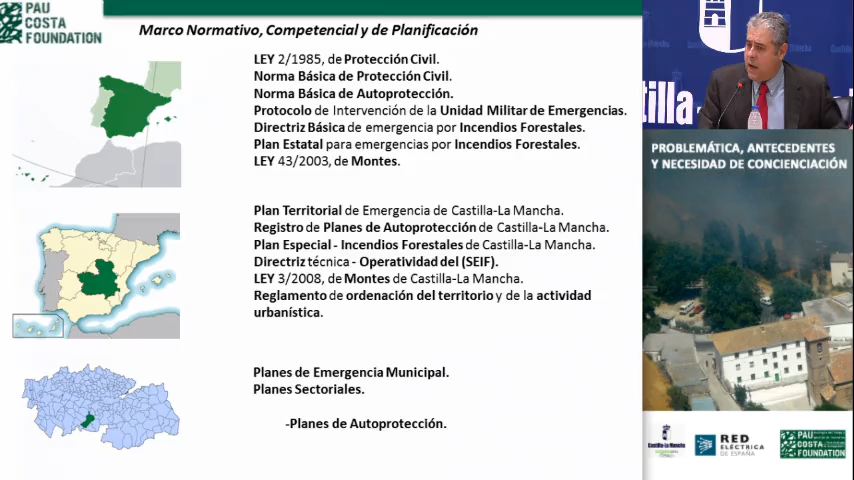 PAU
COSTA
FOUNDATION
Marco Normativo, Competencial y de Planificación
LEY 2/1985, de Protección Civil.
Norma Básica de Protección Civil.
Norma Básica de Autoprotección.
Protocolo de Intervención de la Unidad Militar de Emergencias.
Directriz Básica de emergencia por Incendios Forestales.
Plan Estatal para emergencias por Incendios Forestales.
LEY 43/2003, de Montes.
Plan Territorial de Emergencia de Castilla-La Mancha.
Registro de Planes de Autoprotección de Castilla-La Mancha.
Plan Especial - Incendios Forestales de Castilla-La Mancha.
Directriz técnica - Operatividad del (SEIF).
LEY 3/2008, de Montes de Castilla-La Mancha.
Reglamento de ordenación del territorio y de la actividad
urbanística.
Planes de Emergencia Municipal.
Planes Sectoriales.
-Planes de Autoprotección.
tilla-La
PROBLEMÁTICA, ANTECEDENTES
Y NECESIDAD DE CONCIENCIACIÓN
Castilla-La Mancha
RED
ELÉCTRICA
DE ESPAÑA
PAU
COSTA
FOUNDATION